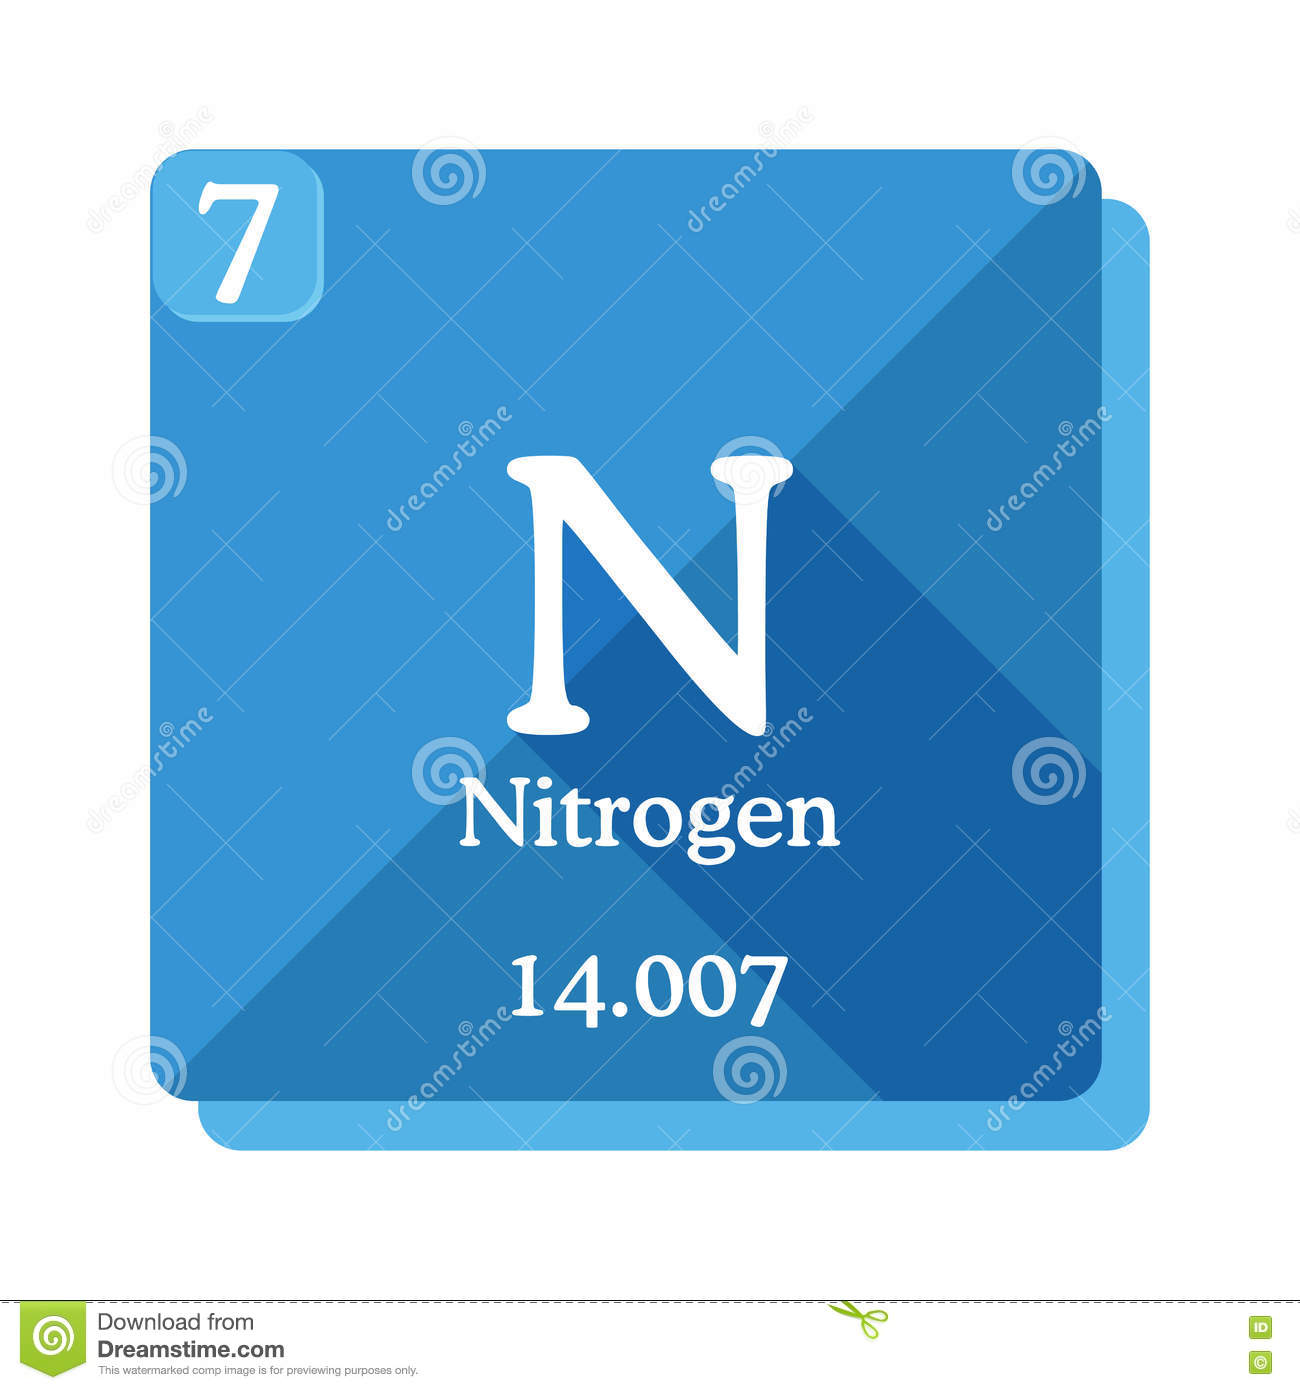 7
N
Nitrogen
14.007
dreamstime
Download from
Dreamstime.com
This watermarked comp image is for previewing purposes only.
ID
©